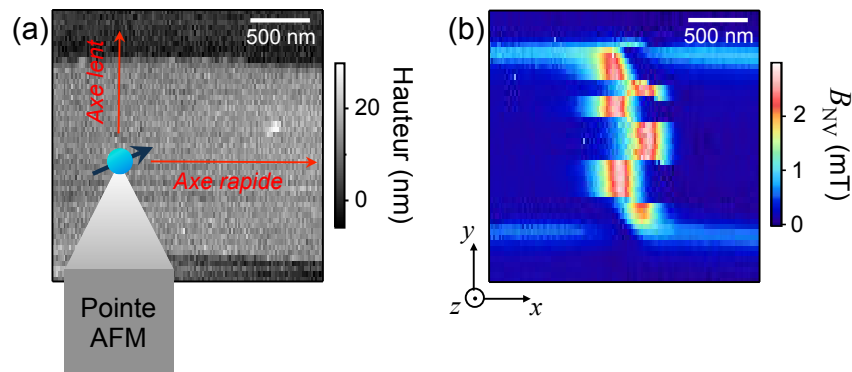 (a)
500 nm
Axe lent
Axe rapide
Pointe
AFM
20
0
Hauteur (nm)
(b)
500 nm
2
1
0
B_NV (mT)
y
z
x